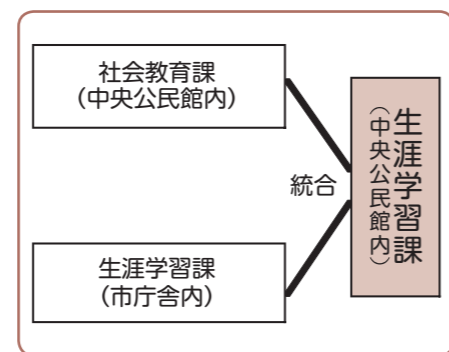 社会教育課
（中央公民館内）
統合
生涯学習課
（市庁舎内）
生涯学習課
（中央公民館内）